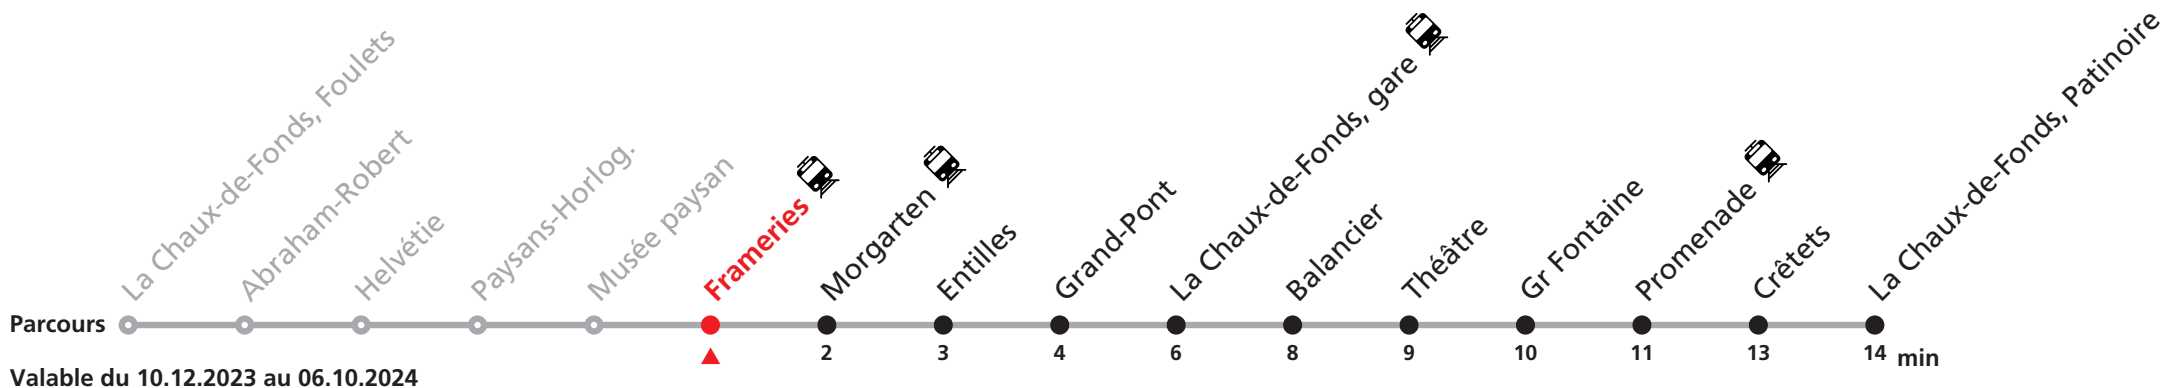 La Chaux-de-Fonds, Foulets
Abraham-Robert
Helvétie
Paysans-Horlog.
Musée paysan
Frameries
Morgarten
Entilles
Grand-Pont
La Chaux-de-Fonds, gare
Balancier
Théâtre
Gr Fontaine
Promenade
Crêtets
La Chaux-de-Fonds, Patinoire
Parcours
2 3 4 6 8 9 10 11 13 14 min
Valable du 10.12.2023 au 06.10.2024